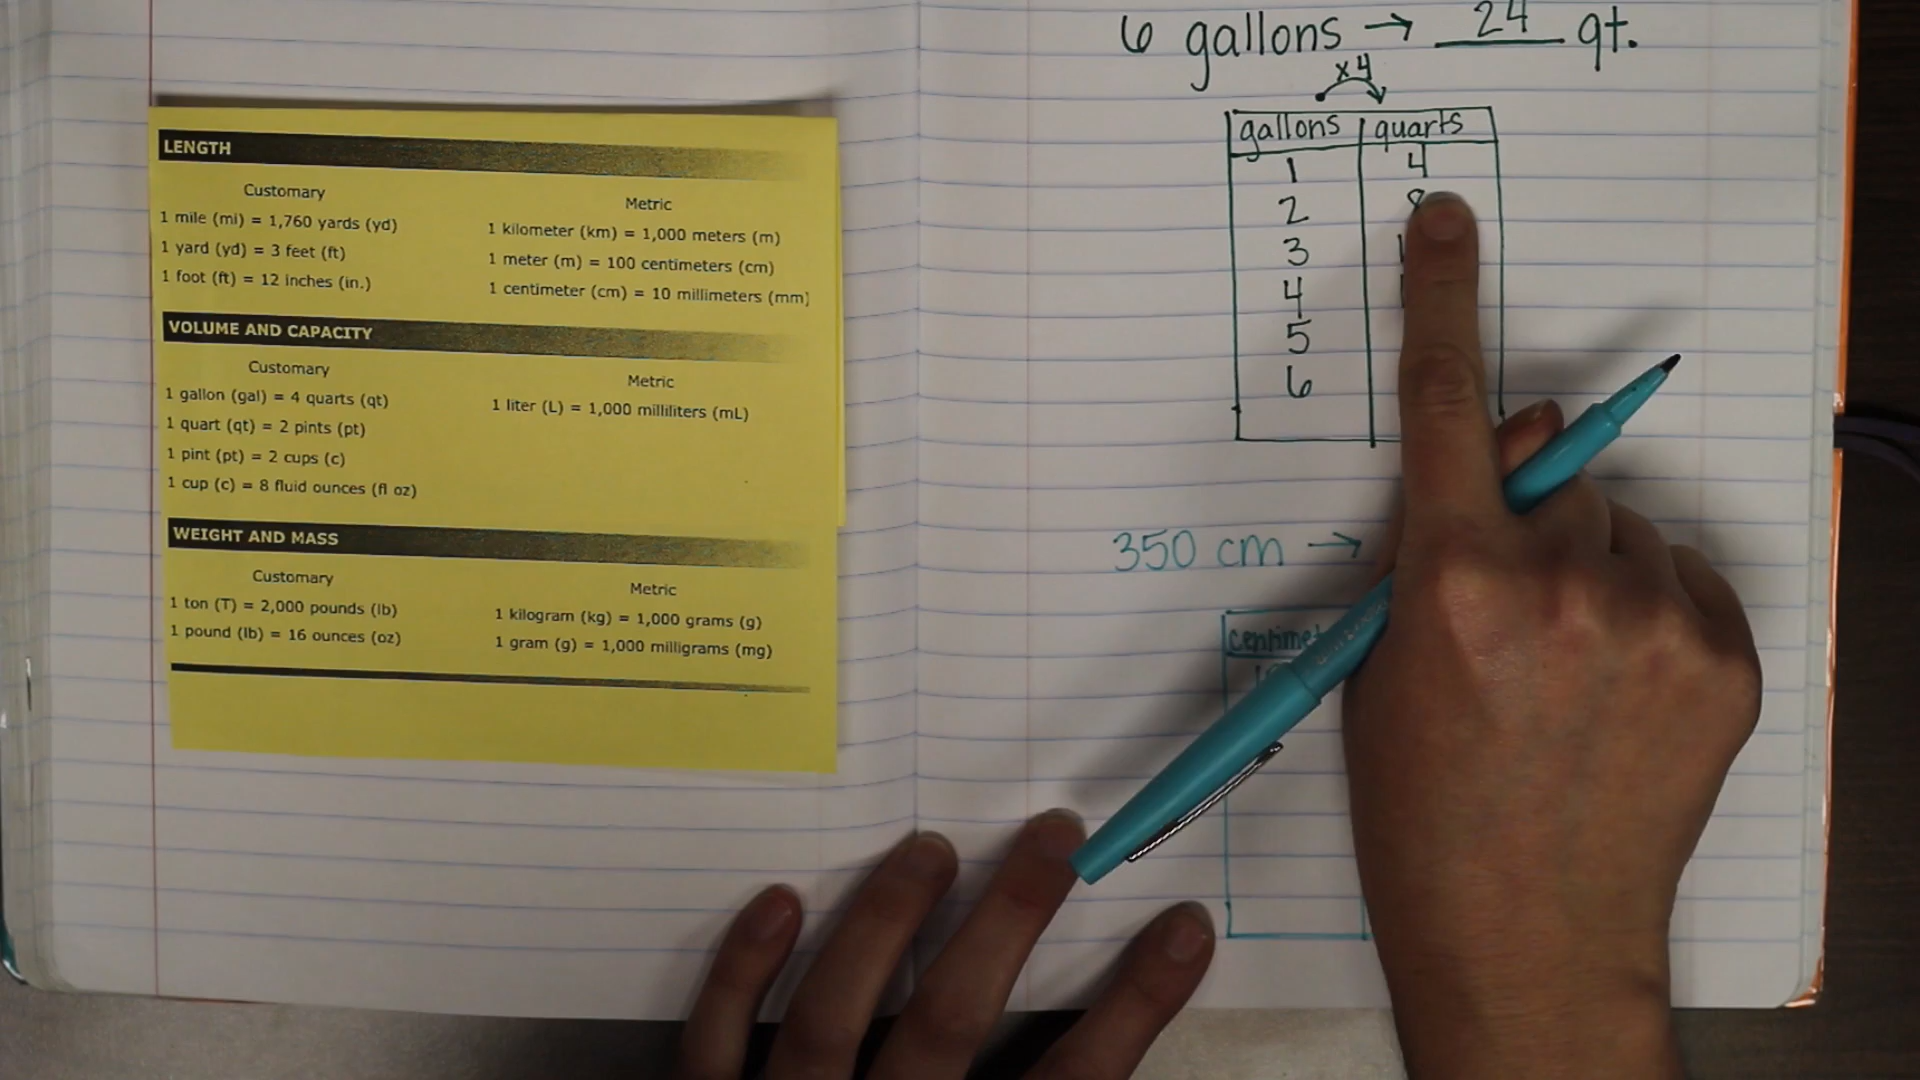 LENGTH
Customary
Metric
1 mile (mi) = 1,760 yards (yd)
1 kilometer (km) = 1,000 meters (m)
1 yard (yd) = 3 feet (ft)
1 meter (m) = 100 centimeters (cm)
1 foot (ft) = 12 inches (in.)
1 centimeter (cm) = 10 millimeters (mm)
VOLUME AND CAPACITY
Customary
Metric
1 gallon (gal) = 4 quarts (qt)
1 liter (L) = 1,000 milliliters (mL)
1 quart (qt) = 2 pints (pt)
1 pint (pt) = 2 cups (c)
1 cup (c) = 8 fluid ounces (fl oz)
WEIGHT AND MASS
Customary
Metric
1 ton (T) = 2,000 pounds (lb)
1 kilogram (kg) = 1,000 grams (g)
1 pound (lb) = 16 ounces (oz)
1 gram (g) = 1,000 milligrams (mg)
6 gallons → 24 qt.
x4
gallons quarts
1 4
2 8
3
4
5
6
350 cm →